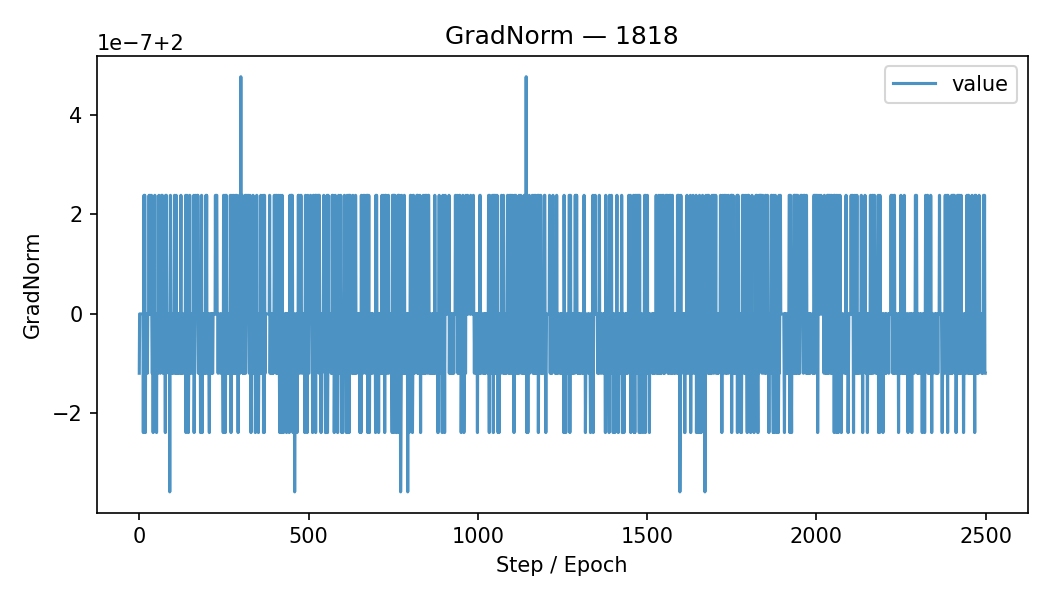 GradNorm — 1818
1e−7+2
value
4
2
0
−2
GradNorm
0
500
1000
1500
2000
2500
Step / Epoch